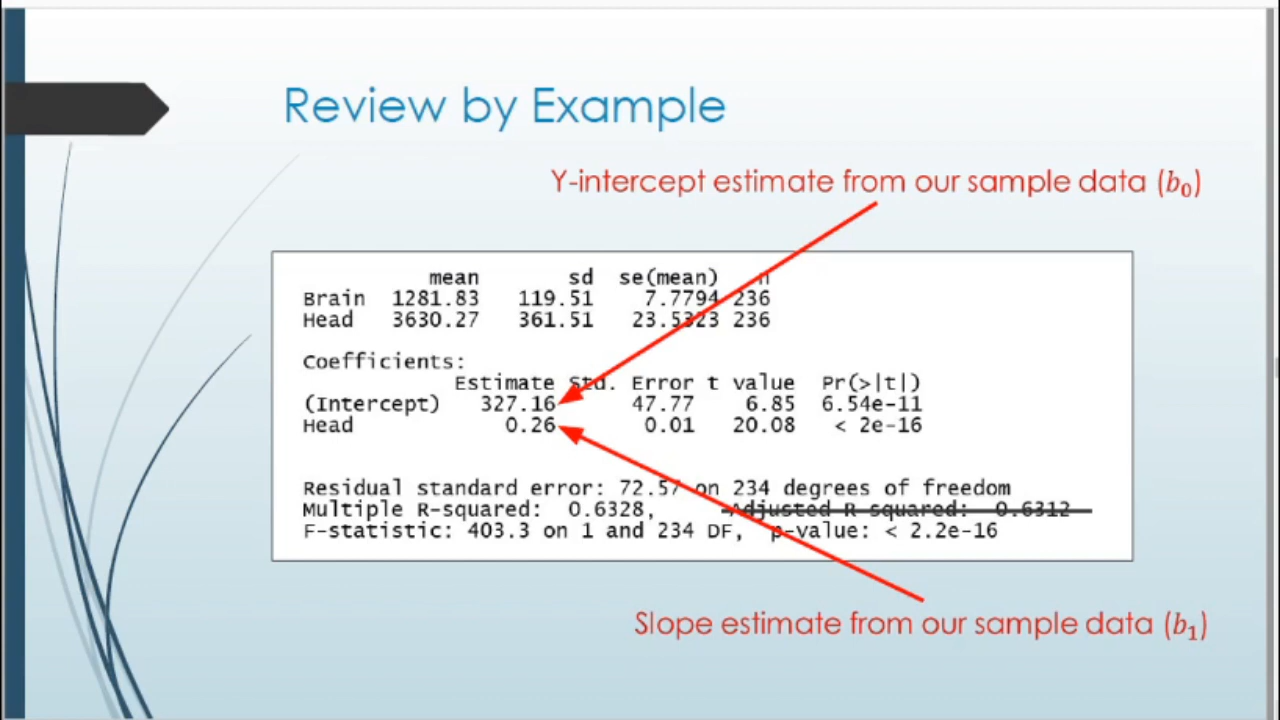 Review by Example
Y-intercept estimate from our sample data (b₀)
mean sd se(mean) n
Brain 1281.83 119.51 7.7794 236
Head 3630.27 361.51 23.5323 236
Coefficients:
Estimate Std. Error t value Pr(>|t|)
(Intercept) 327.16 47.77 6.85 6.54e-11
Head 0.26 0.01 20.08 < 2e-16
Residual standard error: 72.57 on 234 degrees of freedom
Multiple R-squared: 0.6328, Adjusted R-squared: 0.6312
F-statistic: 403.3 on 1 and 234 DF, p-value: < 2.2e-16
Slope estimate from our sample data (b₁)